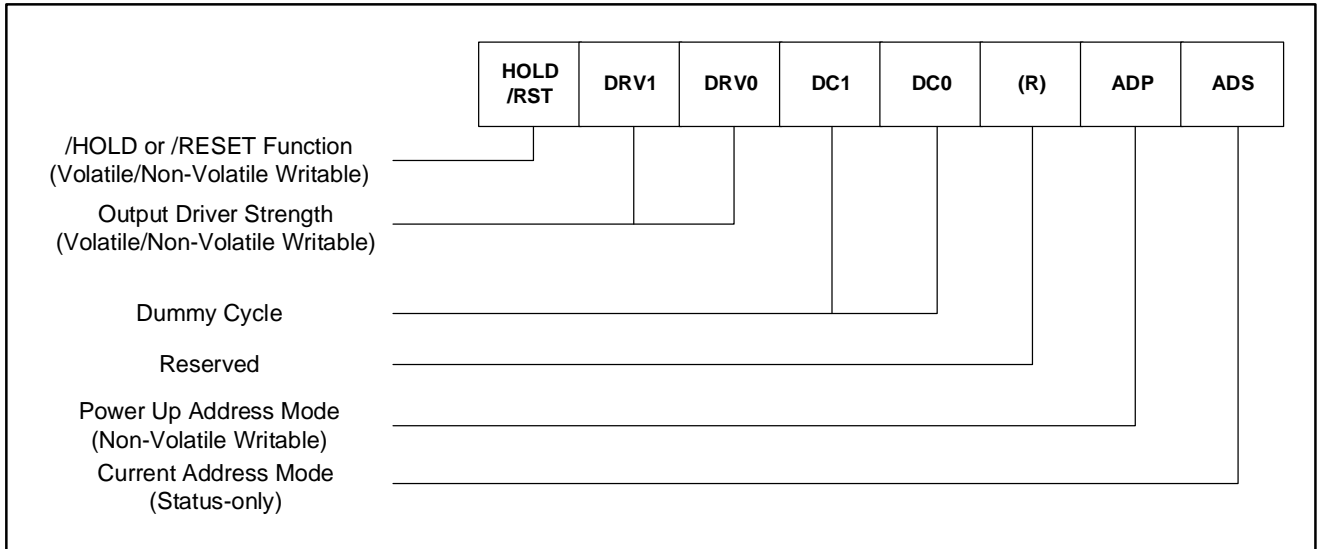 HOLD DRV1 DRV0 DC1 DC0 (R) ADP ADS
/RST
/HOLD or /RESET Function
(Volatile/Non-Volatile Writable)
Output Driver Strength
(Volatile/Non-Volatile Writable)
Dummy Cycle
Reserved
Power Up Address Mode
(Non-Volatile Writable)
Current Address Mode
(Status-only)